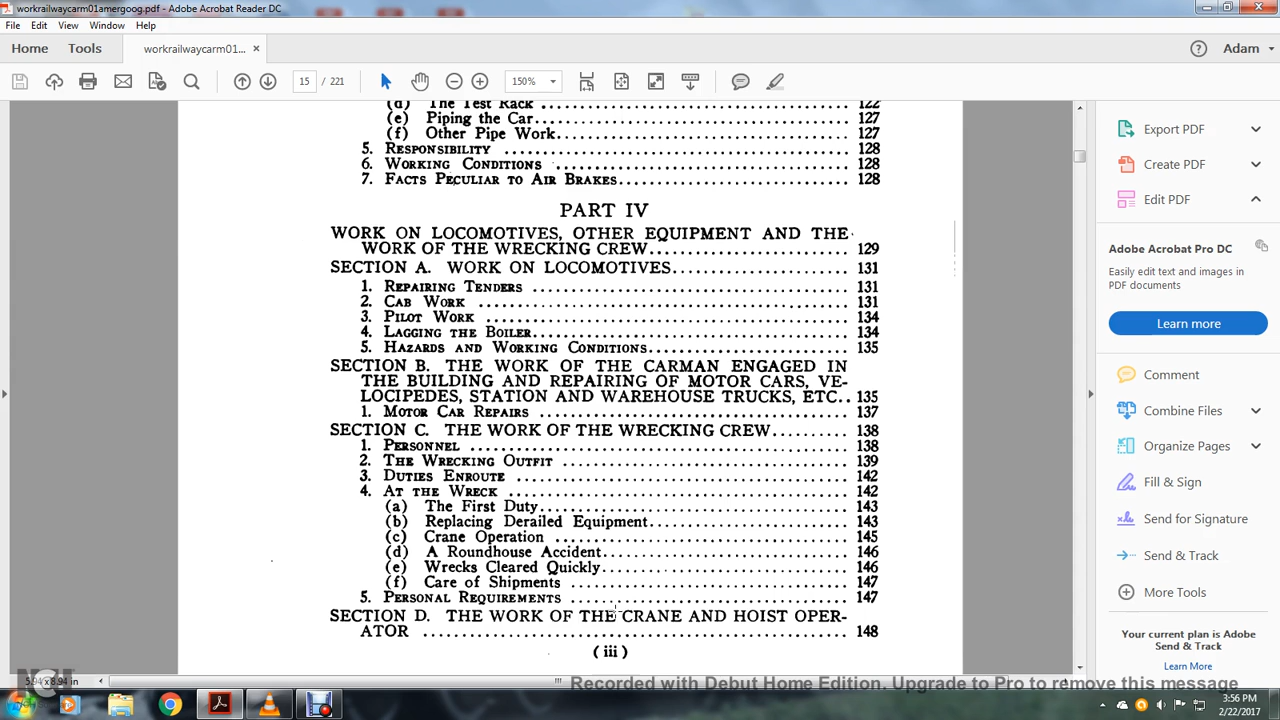 workrailwaycarm01amergoog.pdf - Adobe Acrobat Reader DC
File Edit View Window Help
Home Tools workrailwaycarm01... × Adam
15 / 221 150%
(d) The Test Rack 122
(e) Piping the Car 127
(f) Other Pipe Work 127
5. Responsibility 128
6. Working Conditions 128
7. Facts Peculiar to Air Brakes 128
PART IV
WORK ON LOCOMOTIVES, OTHER EQUIPMENT AND THE
WORK OF THE WRECKING CREW 129
SECTION A. WORK ON LOCOMOTIVES 131
1. Repairing Tenders 131
2. Cab Work 131
3. Pilot Work 134
4. Lagging the Boiler 134
5. Hazards and Working Conditions 135
SECTION B. THE WORK OF THE CARMAN ENGAGED IN
THE BUILDING AND REPAIRING OF MOTOR CARS, VE-
LOCIPEDES, STATION AND WAREHOUSE TRUCKS, ETC. 135
1. Motor Car Repairs 137
SECTION C. THE WORK OF THE WRECKING CREW 138
1. Personnel 138
2. The Wrecking Outfit 139
3. Duties Enroute 142
4. At the Wreck 142
(a) The First Duty 143
(b) Replacing Derailed Equipment 143
(c) Crane Operation 145
(d) A Roundhouse Accident 146
(e) Wrecks Cleared Quickly 146
(f) Care of Shipments 147
5. Personal Requirements 147
SECTION D. THE WORK OF THE CRANE AND HOIST OPER-
ATOR 148
( iii )
Export PDF
Create PDF
Edit PDF
Adobe Acrobat Pro DC
Easily edit text and images in
PDF documents
Learn more
Comment
Combine Files
Organize Pages
Fill & Sign
Send for Signature
Send & Track
More Tools
Your current plan is Adobe
Send & Track
Learn More
5.94 x 8.94 in
Recorded with Debut Home Edition. Upgrade to Pro to remove this message
3:56 PM
2/22/2017